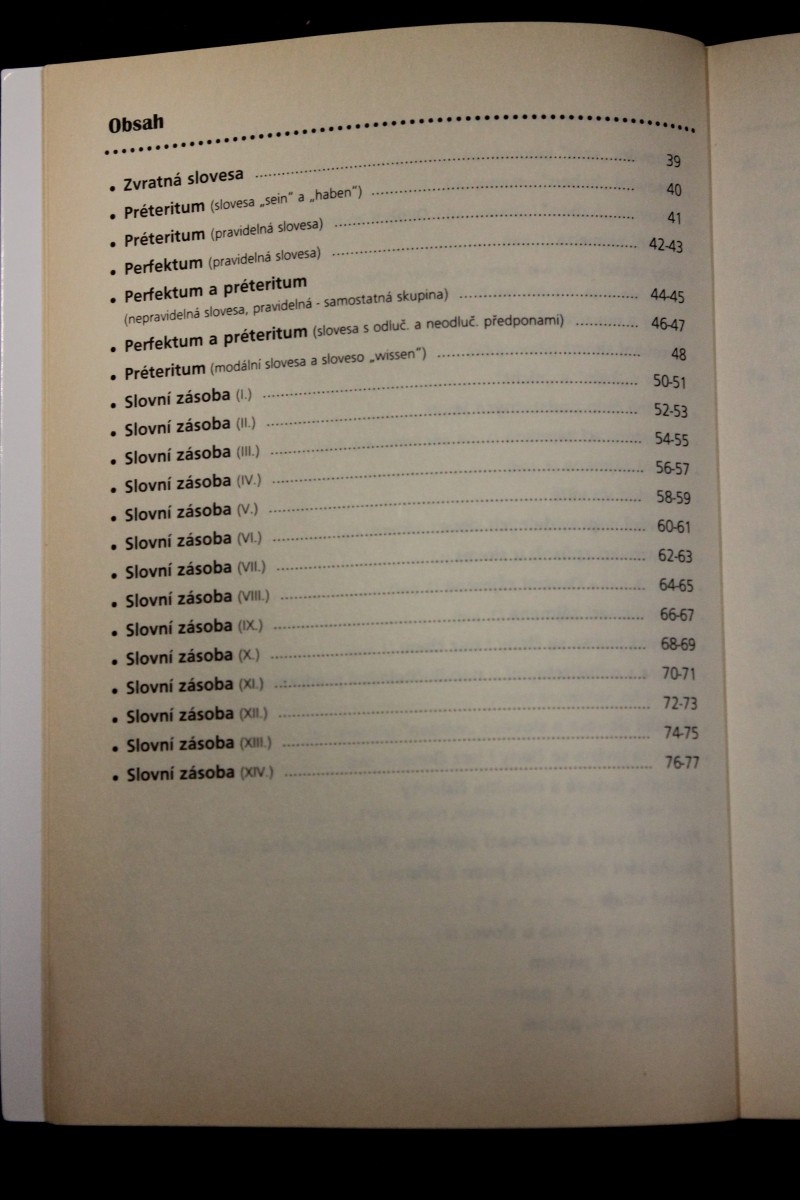 Obsah
• Zvratná slovesa 39
• Préteritum (slovesa „sein" a „haben") 40
• Préteritum (pravidelná slovesa) 41
• Perfektum (pravidelná slovesa) 42-43
• Perfektum a préteritum
(nepravidelná slovesa, pravidelná - samostatná skupina) 44-45
• Perfektum a préteritum (slovesa s odluč. a neodluč. předponami) 46-47
• Préteritum (modální slovesa a sloveso „wissen") 48
• Slovní zásoba (I.) 50-51
• Slovní zásoba (II.) 52-53
• Slovní zásoba (III.) 54-55
• Slovní zásoba (IV.) 56-57
• Slovní zásoba (V.) 58-59
• Slovní zásoba (VI.) 60-61
• Slovní zásoba (VII.) 62-63
• Slovní zásoba (VIII.) 64-65
• Slovní zásoba (IX.) 66-67
• Slovní zásoba (X.) 68-69
• Slovní zásoba (XI.) 70-71
• Slovní zásoba (XII.) 72-73
• Slovní zásoba (XIII.) 74-75
• Slovní zásoba (XIV.) 76-77